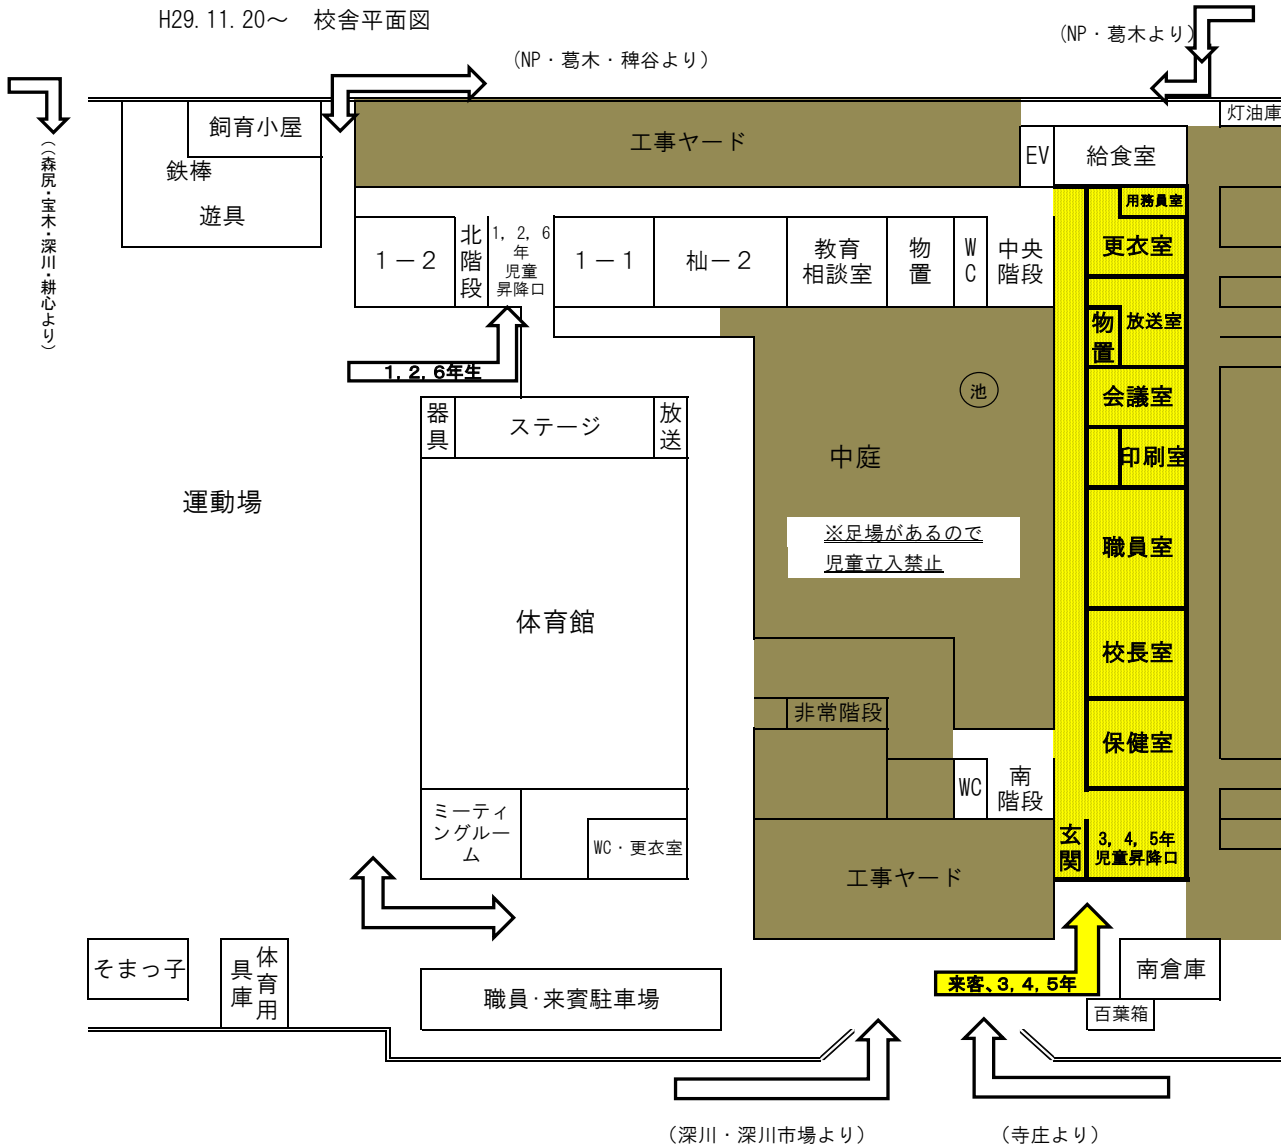 H29.11.20～　校舎平面図
(NP・葛木・稗谷より)
(NP・葛木より)
((森尻・宝木・深川・耕心より)
飼育小屋
鉄棒
遊具
工事ヤード
灯油庫
EV
給食室
用務員室
更衣室
1－2
北階段
1, 2, 6
年
児童
昇降口
1－1
杣－2
教育
相談室
物置
WC
中央
階段
物置
放送室
1, 2, 6年生
池
会議室
器具
ステージ
放送
中庭
印刷室
運動場
※足場があるので
児童立入禁止
職員室
体育館
校長室
非常階段
保健室
WC
南
階段
ミーティ
ングルー
ム
WC・更衣室
玄関
3, 4, 5年
児童昇降口
工事ヤード
そまっ子
体育用
具庫
職員･来賓駐車場
来客、3, 4, 5年
南倉庫
百葉箱
(深川・深川市場より)
(寺庄より)